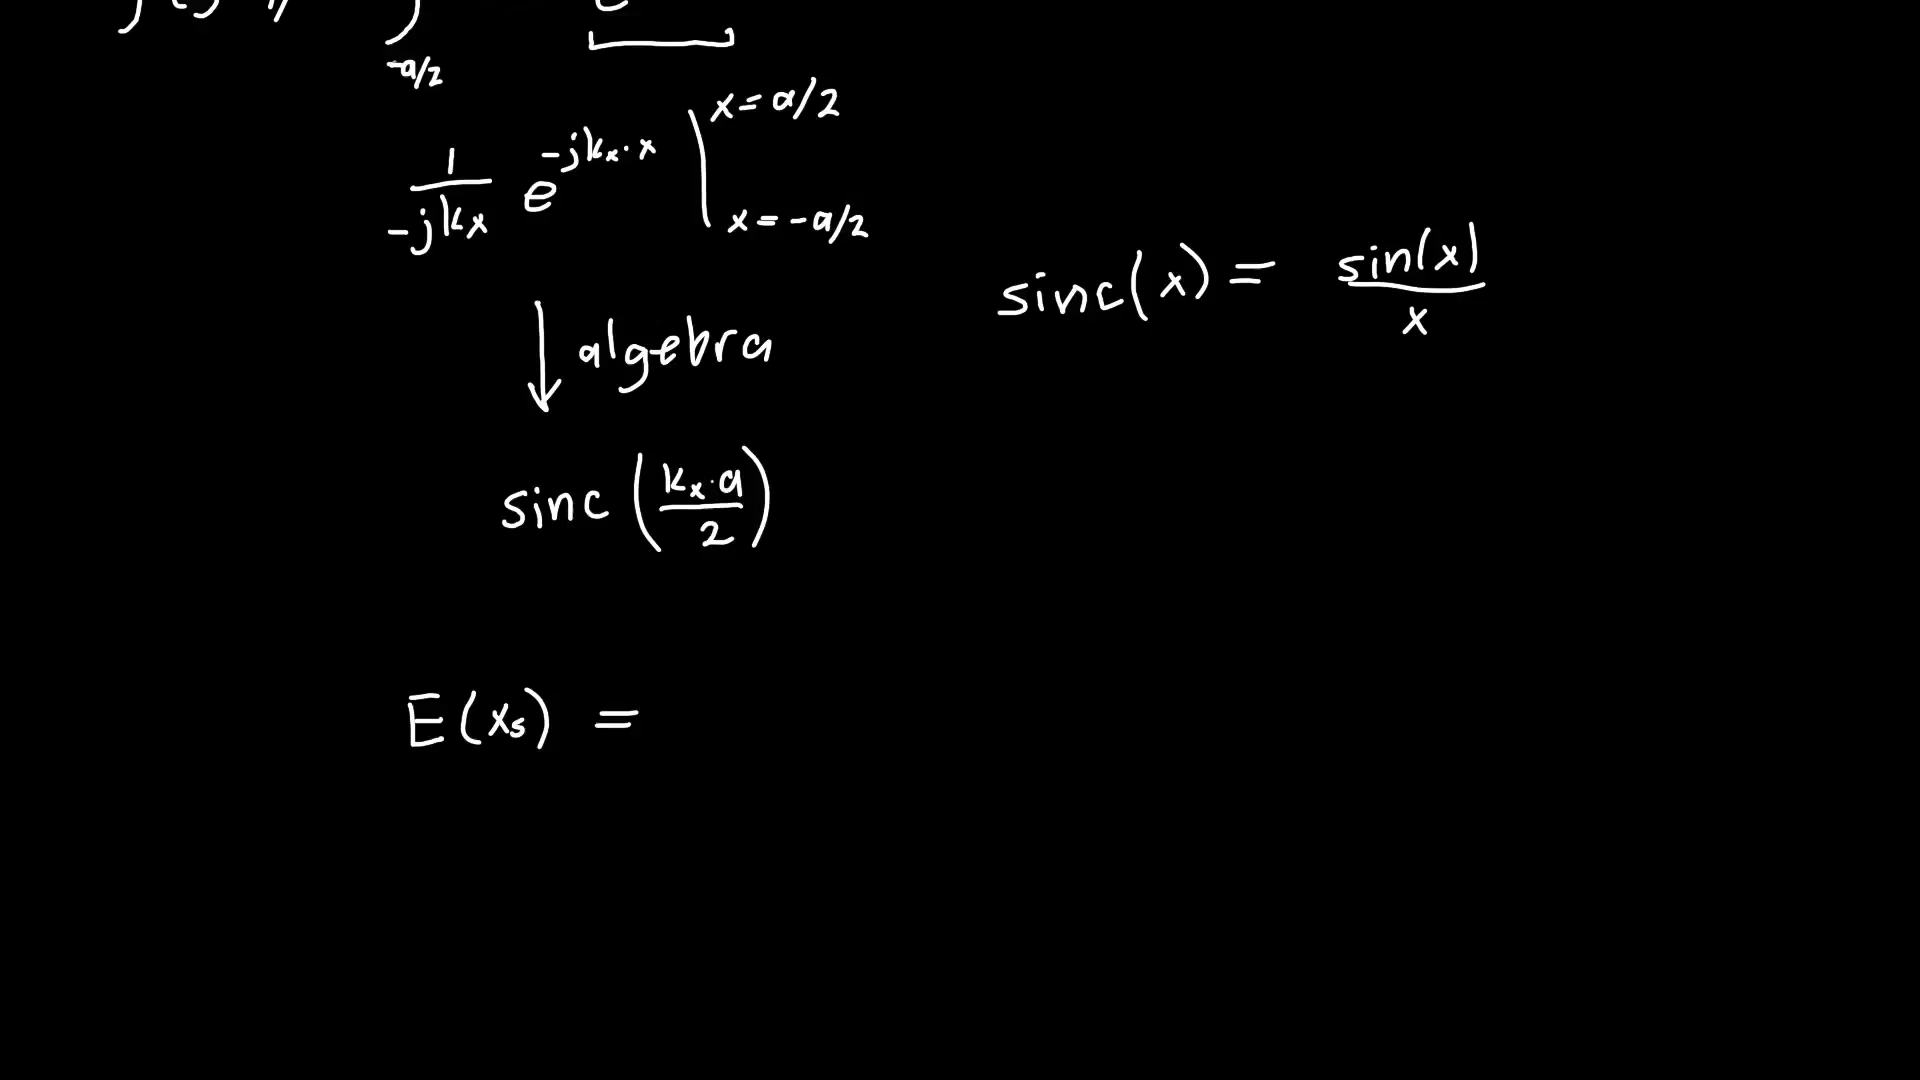 -a/2
1/(-jkx) e^(-jkx·x) | x = a/2
x = -a/2
sinc(x) = sin(x)/x
algebra
sinc (kx·a/2)
E(xs) =